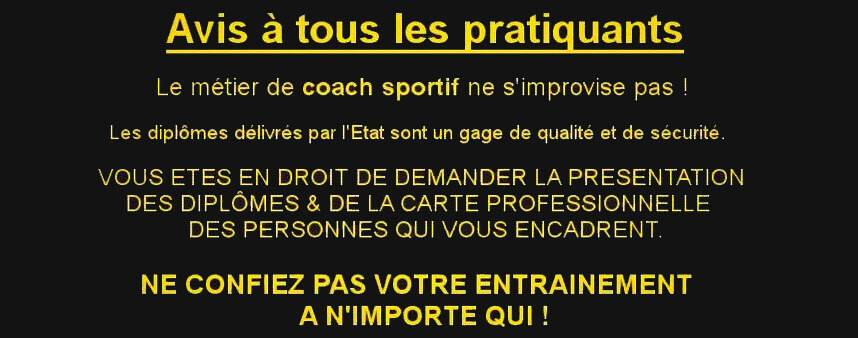 Avis à tous les pratiquants
Le métier de coach sportif ne s'improvise pas !
Les diplômes délivrés par l'Etat sont un gage de qualité et de sécurité.
VOUS ETES EN DROIT DE DEMANDER LA PRESENTATION
DES DIPLÔMES & DE LA CARTE PROFESSIONNELLE
DES PERSONNES QUI VOUS ENCADRENT.
NE CONFIEZ PAS VOTRE ENTRAINEMENT
A N'IMPORTE QUI !